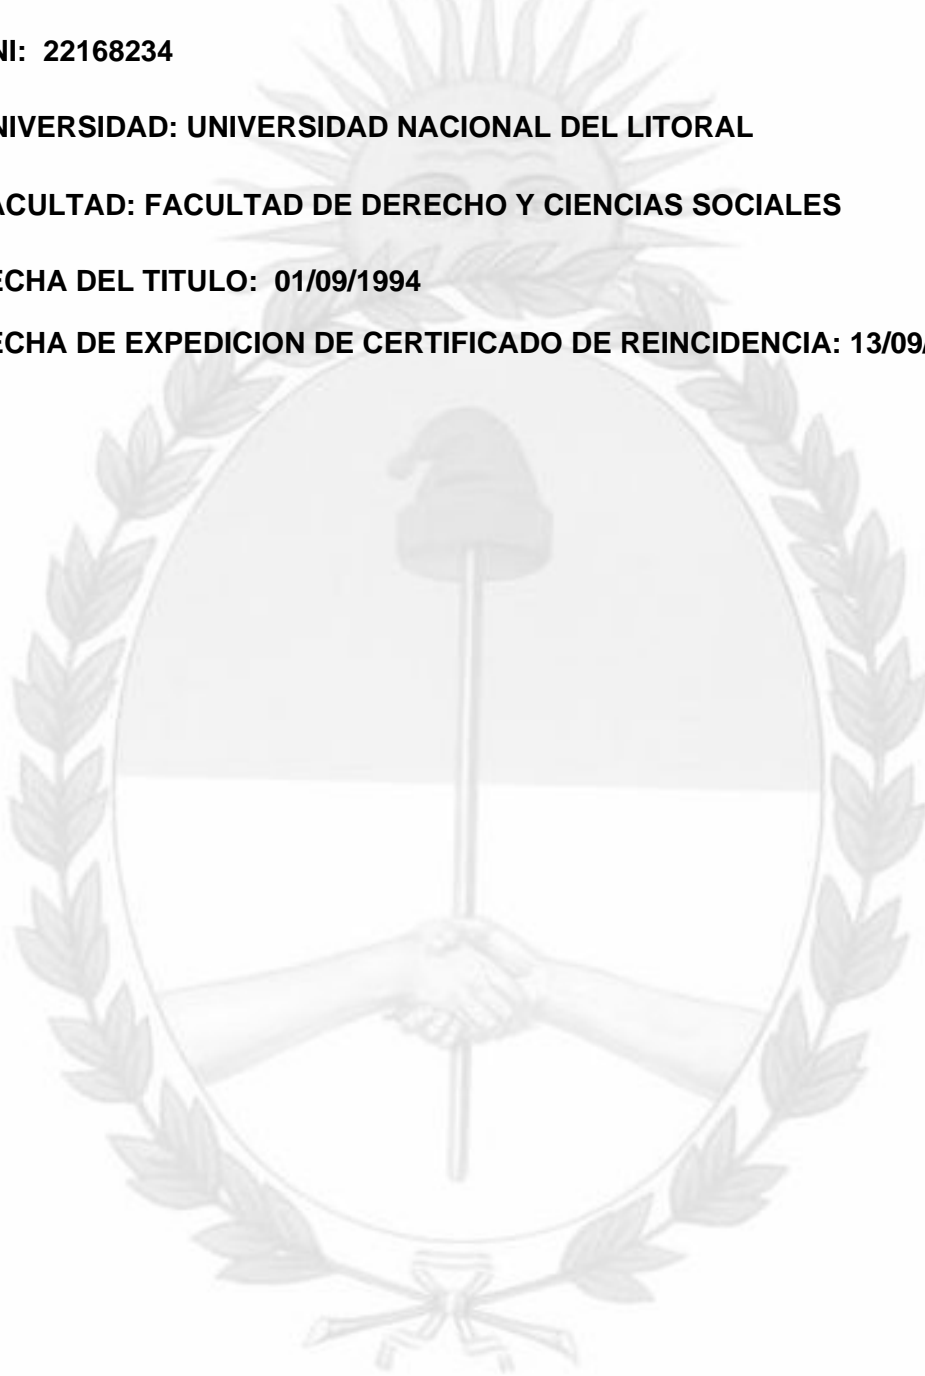 NI: 22168234
NIVERSIDAD: UNIVERSIDAD NACIONAL DEL LITORAL
ACULTAD: FACULTAD DE DERECHO Y CIENCIAS SOCIALES
ECHA DEL TITULO: 01/09/1994
ECHA DE EXPEDICION DE CERTIFICADO DE REINCIDENCIA: 13/09/